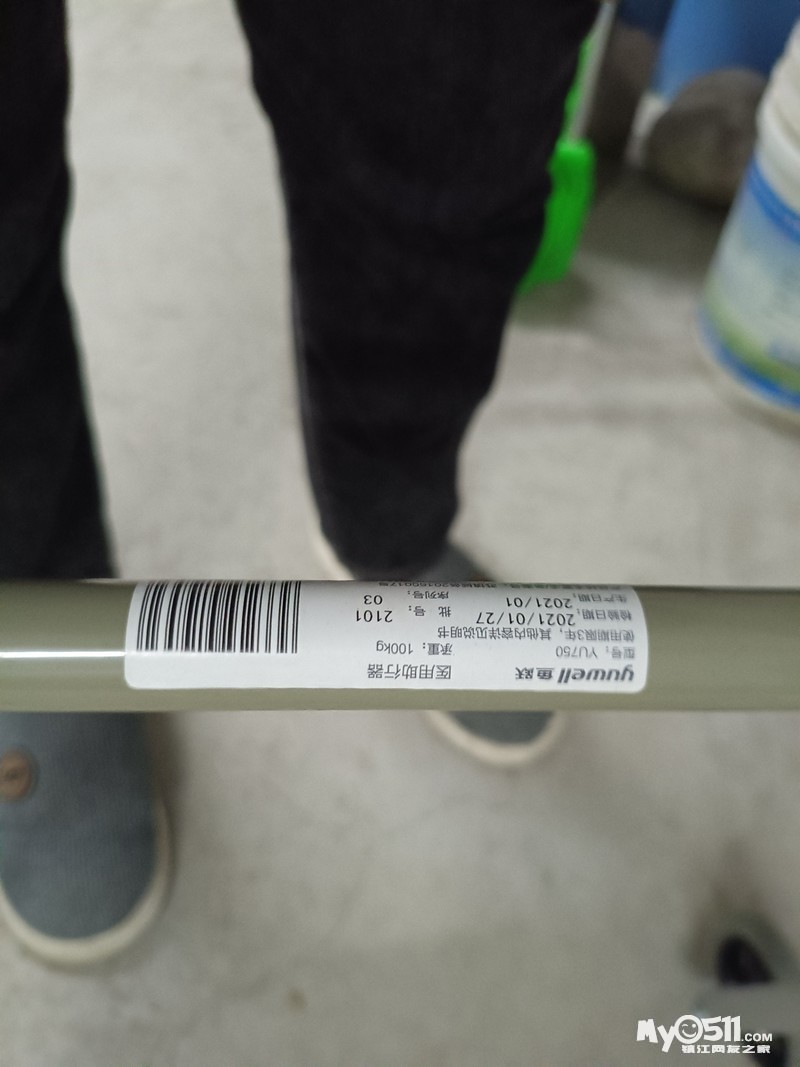 yuwell 鱼跃 医用助行器
型号：YU750 承重：100kg
使用期限3年，其他内容详见说明书
检验日期：2021/01/27 批 号：2101
生产日期：2021/01 序列号：03
MY0511.COM
镇江网友之家